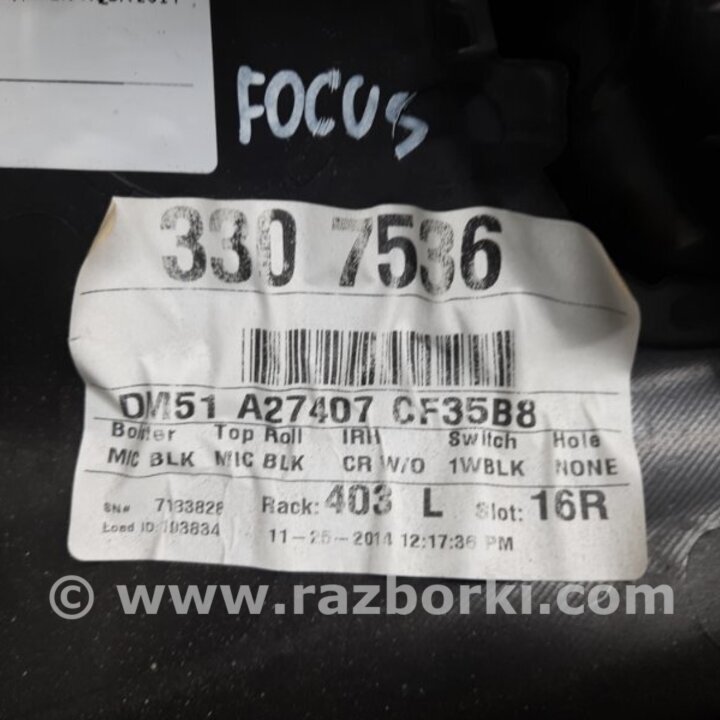 FOCUS
330 7536
DM51 A27407 CF35B8
Bolster Top Roll IRH Switch Hole
MIC BLK MIC BLK CR W/O 1WBLK NONE
SN# 7133828 Rack: 403 L Slot: 16R
Load ID: 193834 11-25-2014 12:17:36 PM
© www.razborki.com